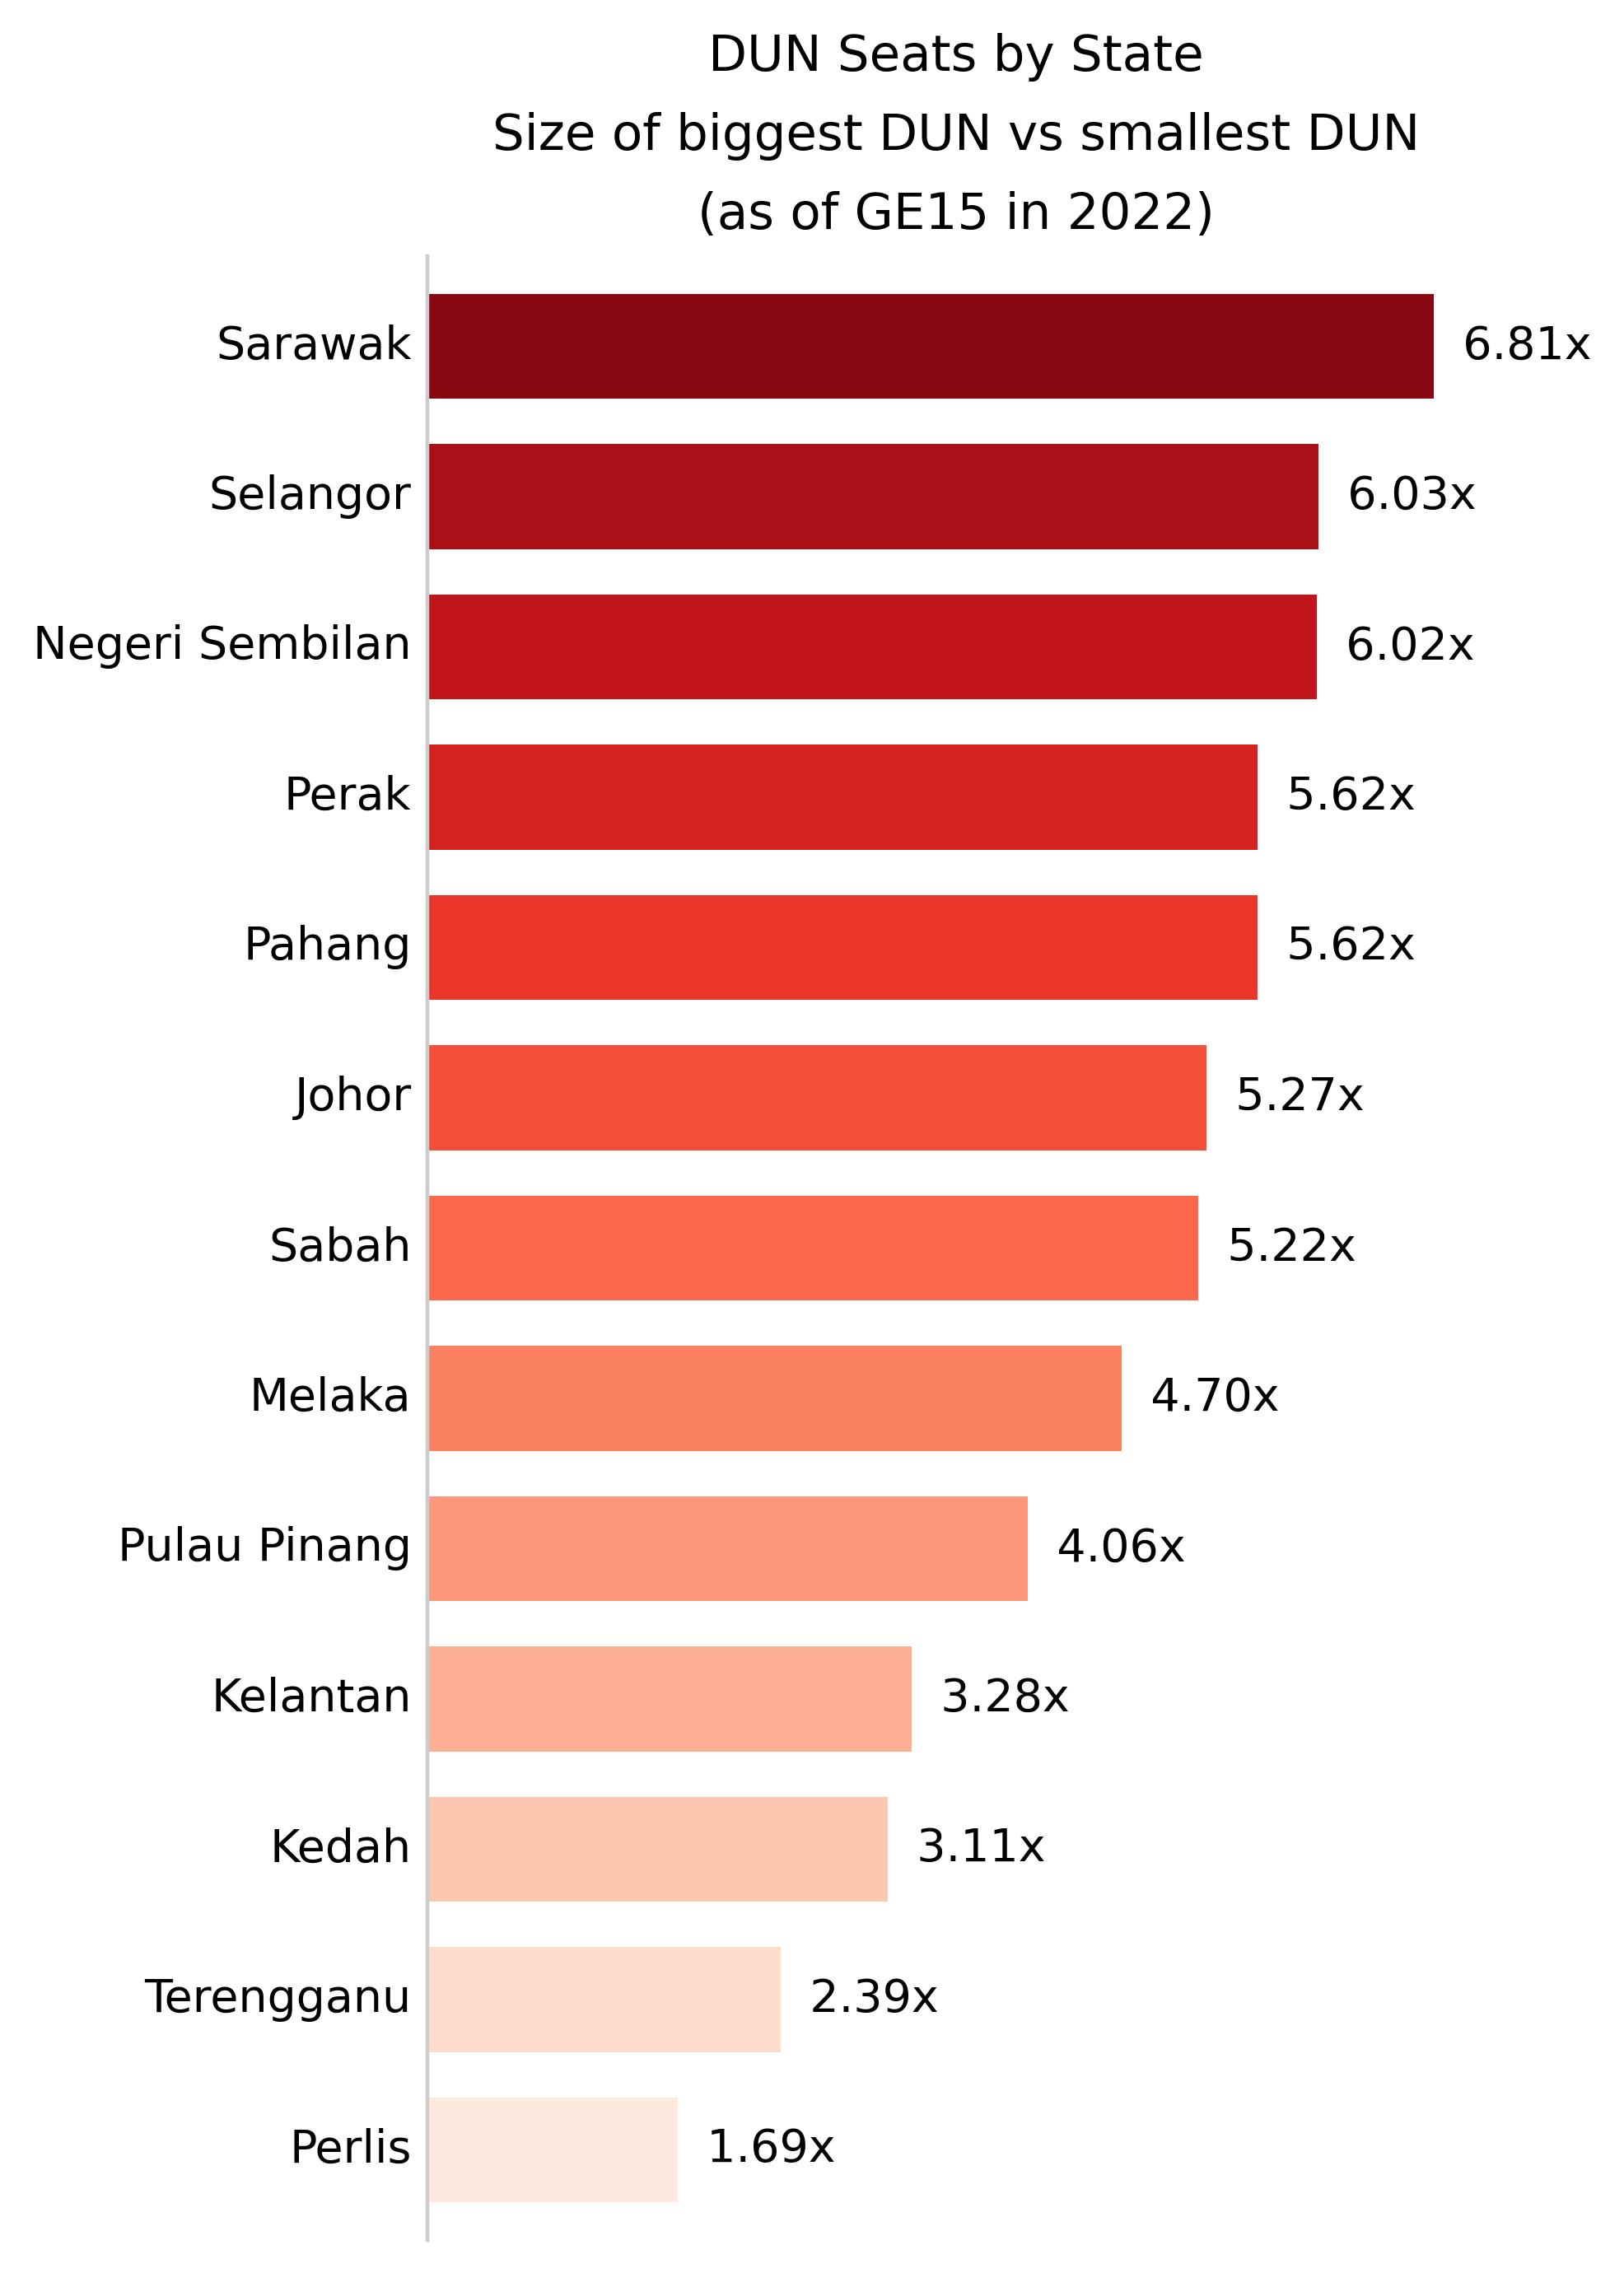 DUN Seats by State
Size of biggest DUN vs smallest DUN
(as of GE15 in 2022)
Sarawak 6.81x
Selangor 6.03x
Negeri Sembilan 6.02x
Perak 5.62x
Pahang 5.62x
Johor 5.27x
Sabah 5.22x
Melaka 4.70x
Pulau Pinang 4.06x
Kelantan 3.28x
Kedah 3.11x
Terengganu 2.39x
Perlis 1.69x